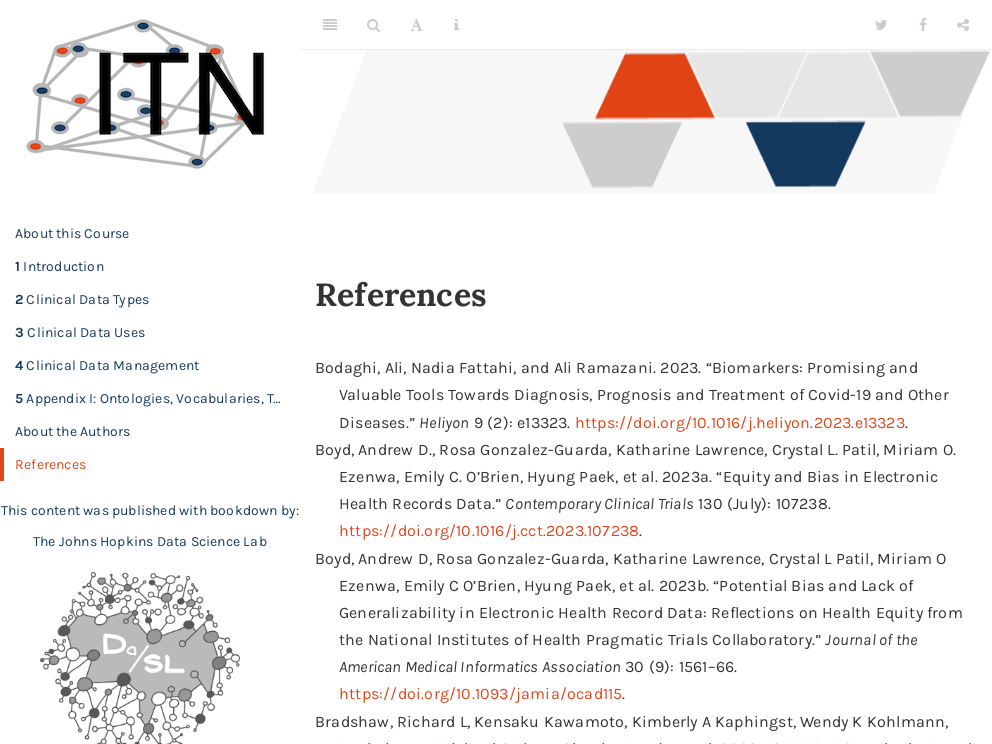 ITN
About this Course
1 Introduction
2 Clinical Data Types
3 Clinical Data Uses
4 Clinical Data Management
5 Appendix I: Ontologies, Vocabularies, T...
About the Authors
References
This content was published with bookdown by:
The Johns Hopkins Data Science Lab
Da/SL
References
Bodaghi, Ali, Nadia Fattahi, and Ali Ramazani. 2023. “Biomarkers: Promising and
Valuable Tools Towards Diagnosis, Prognosis and Treatment of Covid-19 and Other
Diseases.” Heliyon 9 (2): e13323. https://doi.org/10.1016/j.heliyon.2023.e13323.
Boyd, Andrew D., Rosa Gonzalez-Guarda, Katharine Lawrence, Crystal L. Patil, Miriam O.
Ezenwa, Emily C. O’Brien, Hyung Paek, et al. 2023a. “Equity and Bias in Electronic
Health Records Data.” Contemporary Clinical Trials 130 (July): 107238.
https://doi.org/10.1016/j.cct.2023.107238.
Boyd, Andrew D, Rosa Gonzalez-Guarda, Katharine Lawrence, Crystal L Patil, Miriam O
Ezenwa, Emily C O’Brien, Hyung Paek, et al. 2023b. “Potential Bias and Lack of
Generalizability in Electronic Health Record Data: Reflections on Health Equity from
the National Institutes of Health Pragmatic Trials Collaboratory.” Journal of the
American Medical Informatics Association 30 (9): 1561–66.
https://doi.org/10.1093/jamia/ocad115.
Bradshaw, Richard L, Kensaku Kawamoto, Kimberly A Kaphingst, Wendy K Kohlmann,